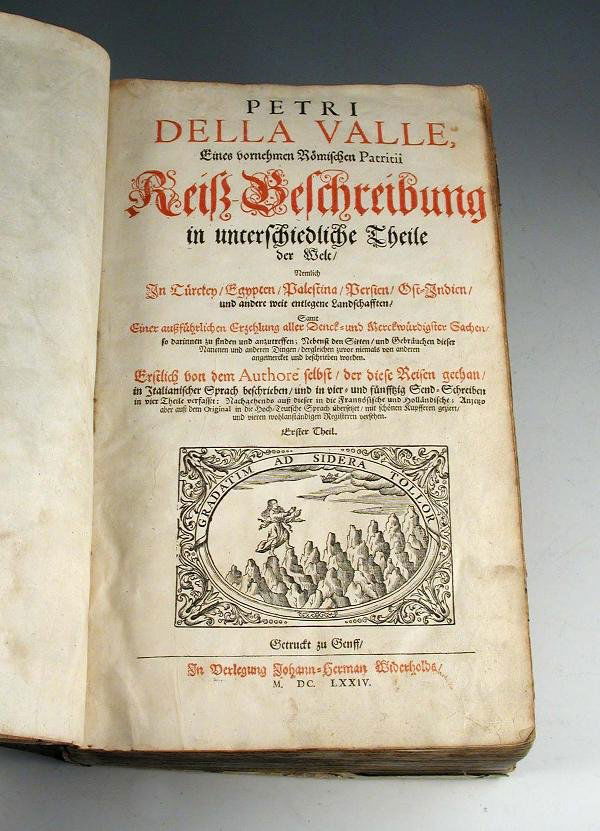 PETRI
DELLA VALLE,
Eines vornehmen Römischen Patritii
Reiß-Beschreibung
in unterschiedliche Theile
der Welt/
Nemlich
In Türckey/ Egypten/ Palestina/ Persien/ Ost-Indien/
und andere weit entlegene Landschafften/
Samt
Einer außführlichen Erzehlung aller Denck- und Merckwürdigster Sachen/
so darinnen zu finden und anzutreffen; Nebenst den Sitten/ und Gebräuchen dieser
Nationen und anderen Dingen/ dergleichen zuvor niemals von anderen
angemercket und beschrieben worden.
Erstlich von dem Authore selbst/ der diese Reisen gethan/
in Italianischer Sprach beschrieben/ und in vier- und fünfftzig Send-Schreiben
in vier Theile verfasset: Nachgehends auß dieser in die Frantzösische und Holländische; Anjetzo
aber auß dem Original in die Hoch-Teutsche Sprach übersetzet/ mit schönen Kupfferen gezieret/
und vieren wohlanständigen Registeren versehen.
Erster Theil.
GRADATIM AD SIDERA TOLLOR
Getruckt zu Genff/
In Verlegung Johann-Herman Widerholds/
M. DC. LXXIV.